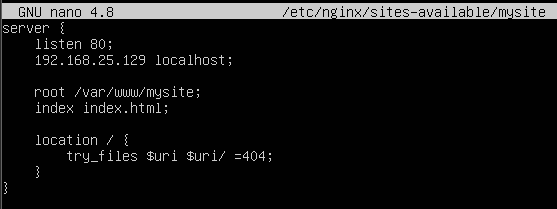 GNU nano 4.8 /etc/nginx/sites-available/mysite
server {
    listen 80;
    192.168.25.129 localhost;

    root /var/www/mysite;
    index index.html;

    location / {
        try_files $uri $uri/ =404;
    }
}